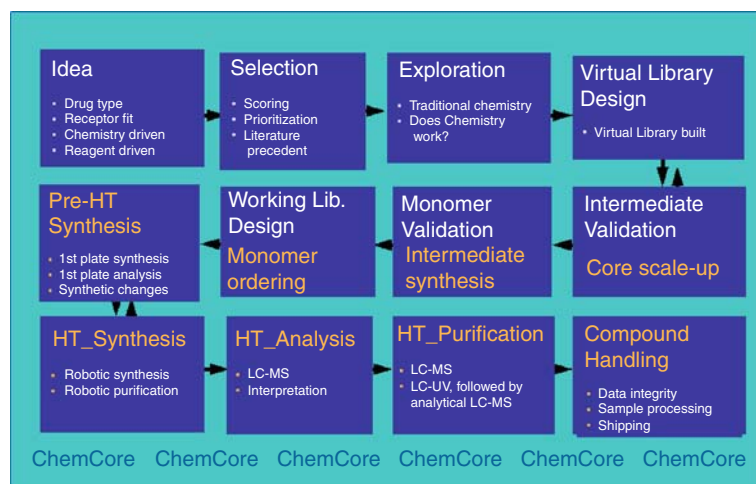 Idea
• Drug type
• Receptor fit
• Chemistry driven
• Reagent driven
Selection
• Scoring
• Prioritization
• Literature
precedent
Exploration
• Traditional chemistry
• Does Chemistry
work?
Virtual Library
Design
• Virtual Library built
Pre-HT
Synthesis
• 1st plate synthesis
• 1st plate analysis
• Synthetic changes
Working Lib.
Design
Monomer
ordering
Monomer
Validation
Intermediate
synthesis
Intermediate
Validation
Core scale-up
HT_Synthesis
• Robotic synthesis
• Robotic purification
HT_Analysis
• LC-MS
• Interpretation
HT_Purification
• LC-MS
• LC-UV, followed by
analytical LC-MS
Compound
Handling
• Data integrity
• Sample processing
• Shipping
ChemCore ChemCore ChemCore ChemCore ChemCore ChemCore